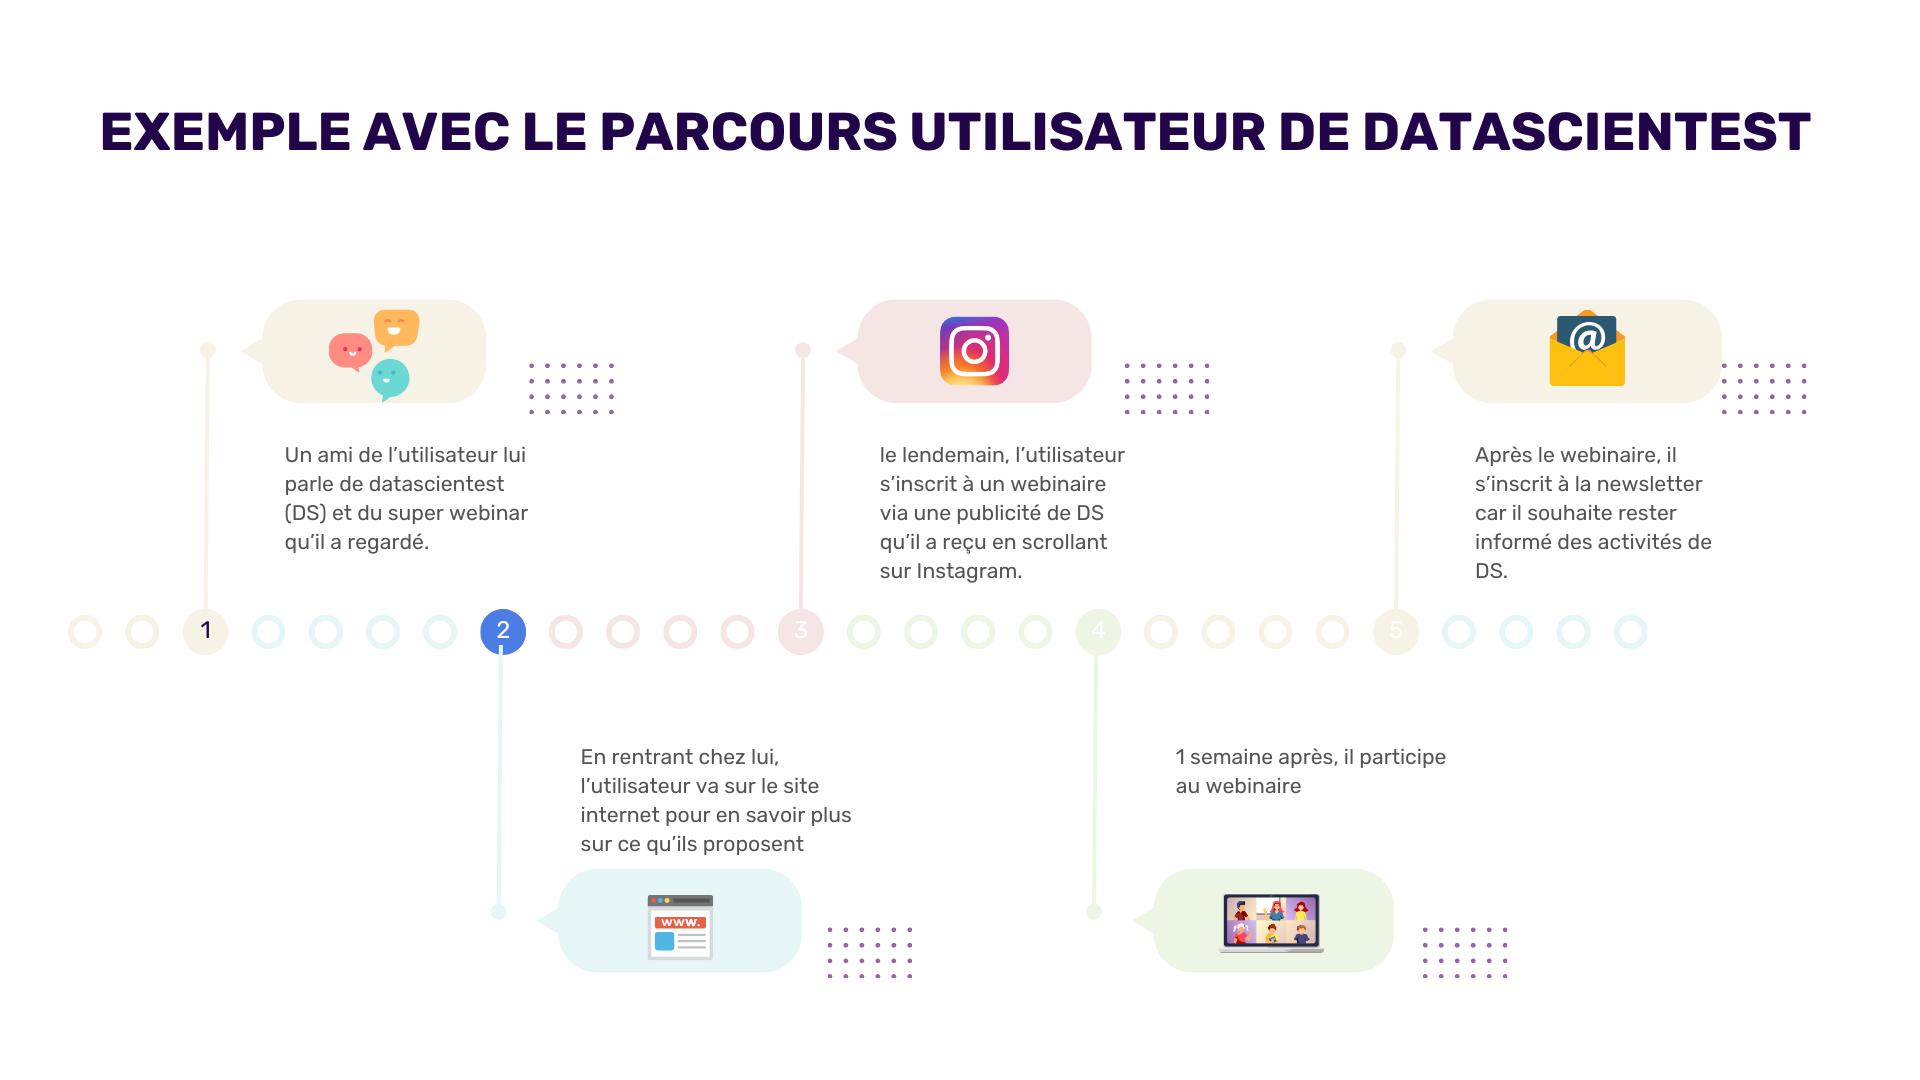 EXEMPLE AVEC LE PARCOURS UTILISATEUR DE DATASCIENTEST
Un ami de l'utilisateur lui
parle de datascientest
(DS) et du super webinar
qu'il a regardé.
le lendemain, l'utilisateur
s'inscrit à un webinaire
via une publicité de DS
qu'il a reçu en scrollant
sur Instagram.
@
Après le webinaire, il
s'inscrit à la newsletter
car il souhaite rester
informé des activités de
DS.
1
2
3
4
5
En rentrant chez lui,
l'utilisateur va sur le site
internet pour en savoir plus
sur ce qu'ils proposent
www.
1 semaine après, il participe
au webinaire